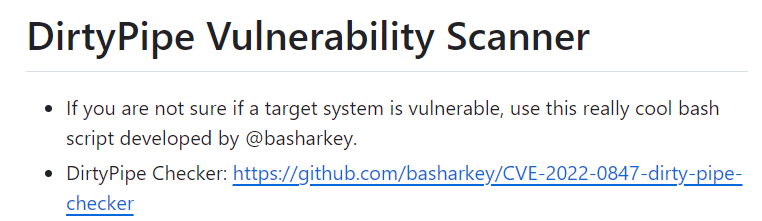 DirtyPipe Vulnerability Scanner
• If you are not sure if a target system is vulnerable, use this really cool bash
script developed by @basharkey.
• DirtyPipe Checker: https://github.com/basharkey/CVE-2022-0847-dirty-pipe-
checker